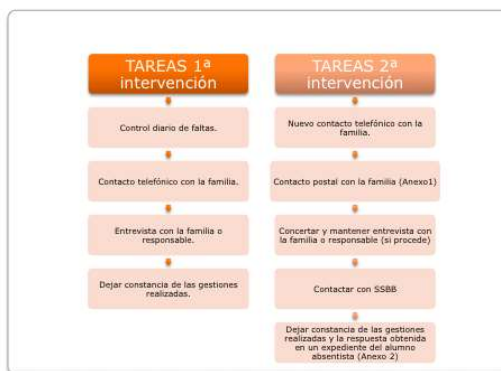 TAREAS 1ª
intervención
Control diario de faltas.
Contacto telefónico con la familia.
Entrevista con la familia o
responsable.
Dejar constancia de las gestiones
realizadas.
TAREAS 2ª
intervención
Nuevo contacto telefónico con la
familia.
Contacto postal con la familia (Anexo1)
Concertar y mantener entrevista con
la familia o responsable (si procede)
Contactar con SSBB
Dejar constancia de las gestiones
realizadas y la respuesta obtenida
en un expediente del alumno
absentista (Anexo 2)